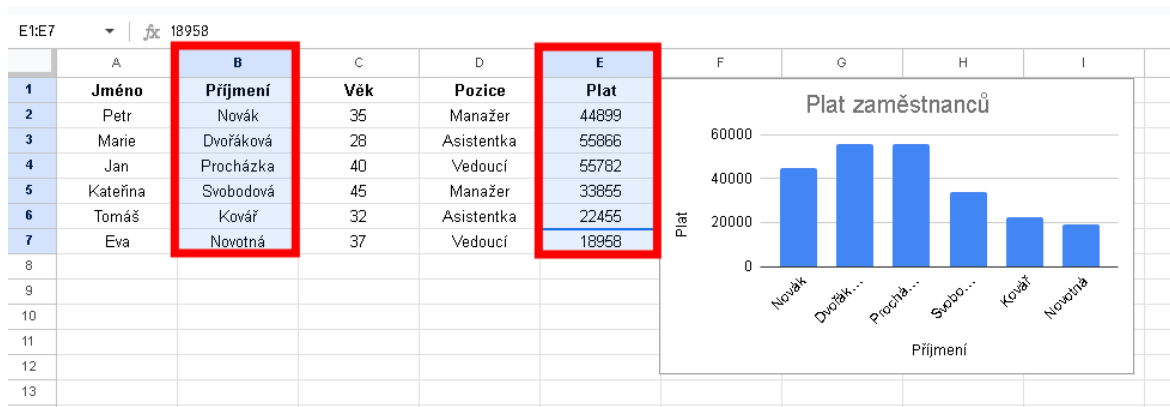 E1:E7 fx 18958
A B C D E F G H I
1 Jméno Příjmení Věk Pozice Plat
2 Petr Novák 35 Manažer 44899
3 Marie Dvořáková 28 Asistentka 55866
4 Jan Procházka 40 Vedoucí 55782
5 Kateřina Svobodová 45 Manažer 33855
6 Tomáš Kovář 32 Asistentka 22455
7 Eva Novotná 37 Vedoucí 18958
8
9
10
11
12
13
Plat zaměstnanců
60000
40000
20000
0
Plat
Novák Dvořák... Prochá... Svobo... Kovář Novotná
Příjmení